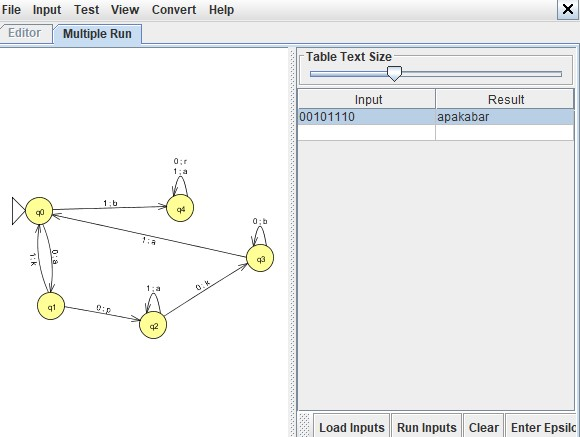 File Input Test View Convert Help
Editor Multiple Run
Table Text Size
Input Result
00101110 apakabar
0 ; r
1 ; a
q0
1 ; b
q4
0 ; b
1 ; a
q3
1 ; k
0 ; a
1 ; a
0 ; k
q1
0 ; p
q2
Load Inputs Run Inputs Clear Enter Epsilo